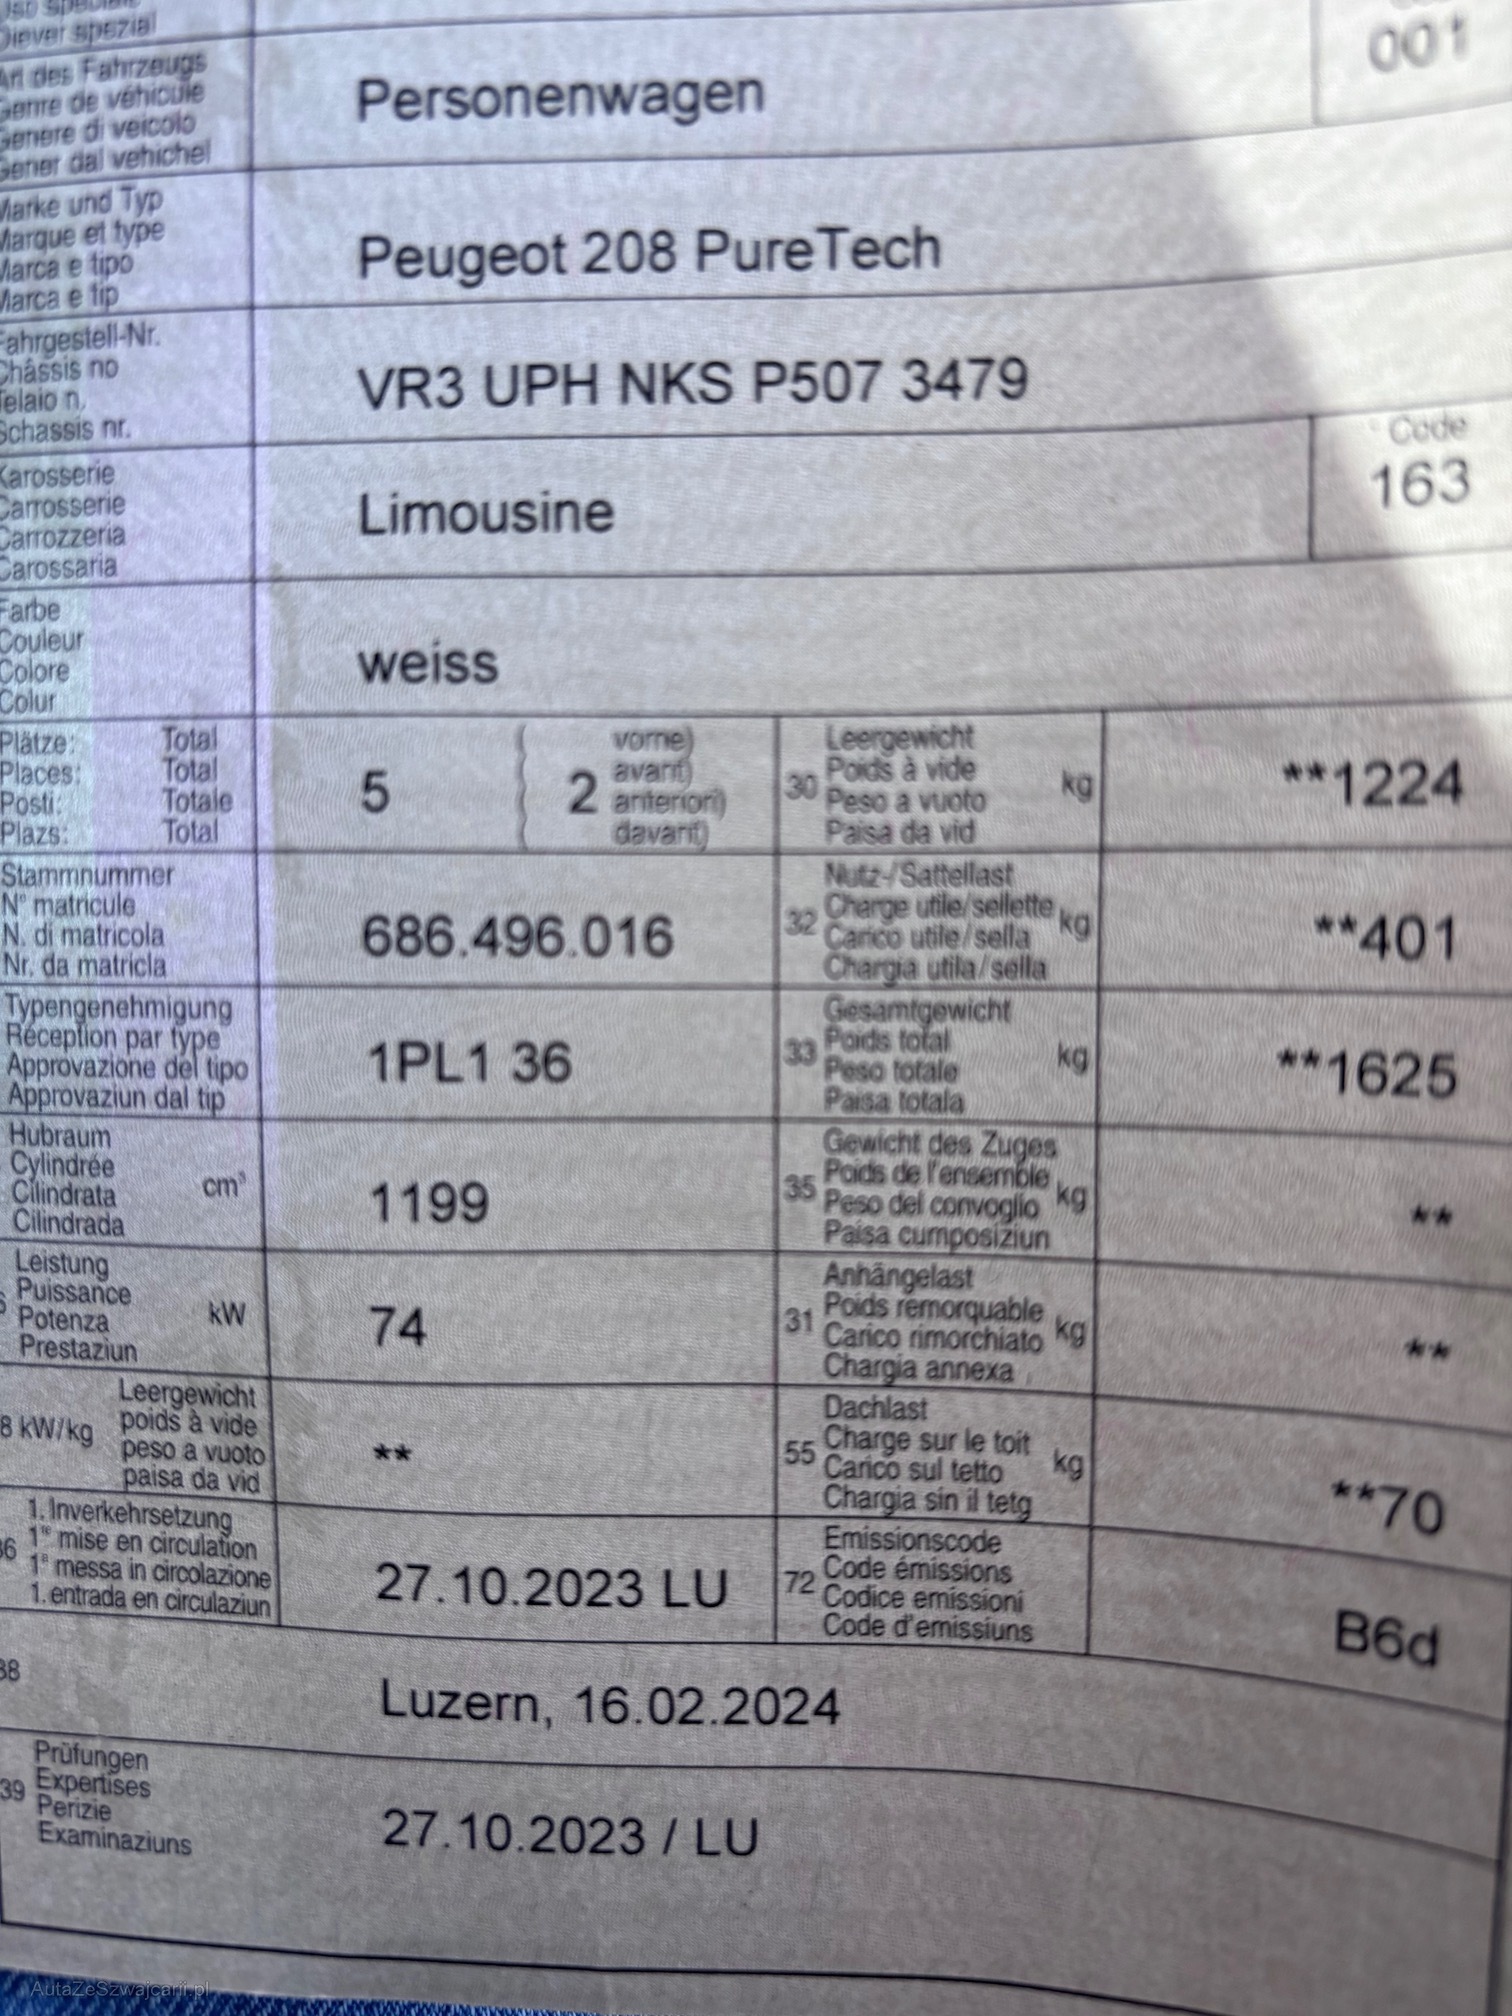 Diever spezial
001
Art des Fahrzeugs
Genre de véhicule
Genere di veicolo
Gener dal vehichel
Personenwagen
Marke und Typ
Marque et type
Marca e tipo
Marca e tip
Peugeot 208 PureTech
Fahrgestell-Nr.
Châssis no
Telaio n.
Schassis nr.
VR3 UPH NKS P507 3479
Karosserie
Carrosserie
Carrozzeria
Carossaria
Limousine
Code
163
Farbe
Couleur
Colore
Colur
weiss
Plätze: Total
Places: Total
Posti: Totale
Plazs: Total
5
2
vorne)
avant)
anteriori)
davant)
30
Leergewicht
Poids à vide
Peso a vuoto
Paisa da vid
kg
**1224
Stammnummer
N° matricule
N. di matricola
Nr. da matricla
686.496.016
32
Nutz-/Sattellast
Charge utile/sellette
Carico utile/sella
Chargia utila/sella
kg
**401
Typengenehmigung
Réception par type
Approvazione del tipo
Approvaziun dal tip
1PL1 36
33
Gesamtgewicht
Poids total
Peso totale
Paisa totala
kg
**1625
Hubraum
Cylindrée
Cilindrata
Cilindrada
cm³
1199
35
Gewicht des Zuges
Poids de l'ensemble
Peso del convoglio
Paisa cumposiziun
kg
**
Leistung
Puissance
Potenza
Prestaziun
kW
74
31
Anhängelast
Poids remorquable
Carico rimorchiato
Chargia annexa
kg
**
8 kW/kg
Leergewicht
poids à vide
peso a vuoto
paisa da vid
**
55
Dachlast
Charge sur le toit
Carico sul tetto
Chargia sin il tetg
kg
**70
36
1. Inverkehrsetzung
1re mise en circulation
1a messa in circolazione
1. entrada en circulaziun
27.10.2023 LU
72
Emissionscode
Code émissions
Codice emissioni
Code d'emissiuns
B6d
38
Luzern, 16.02.2024
39
Prüfungen
Expertises
Perizie
Examinaziuns
27.10.2023 / LU
AutaZeSzwajcarii.pl